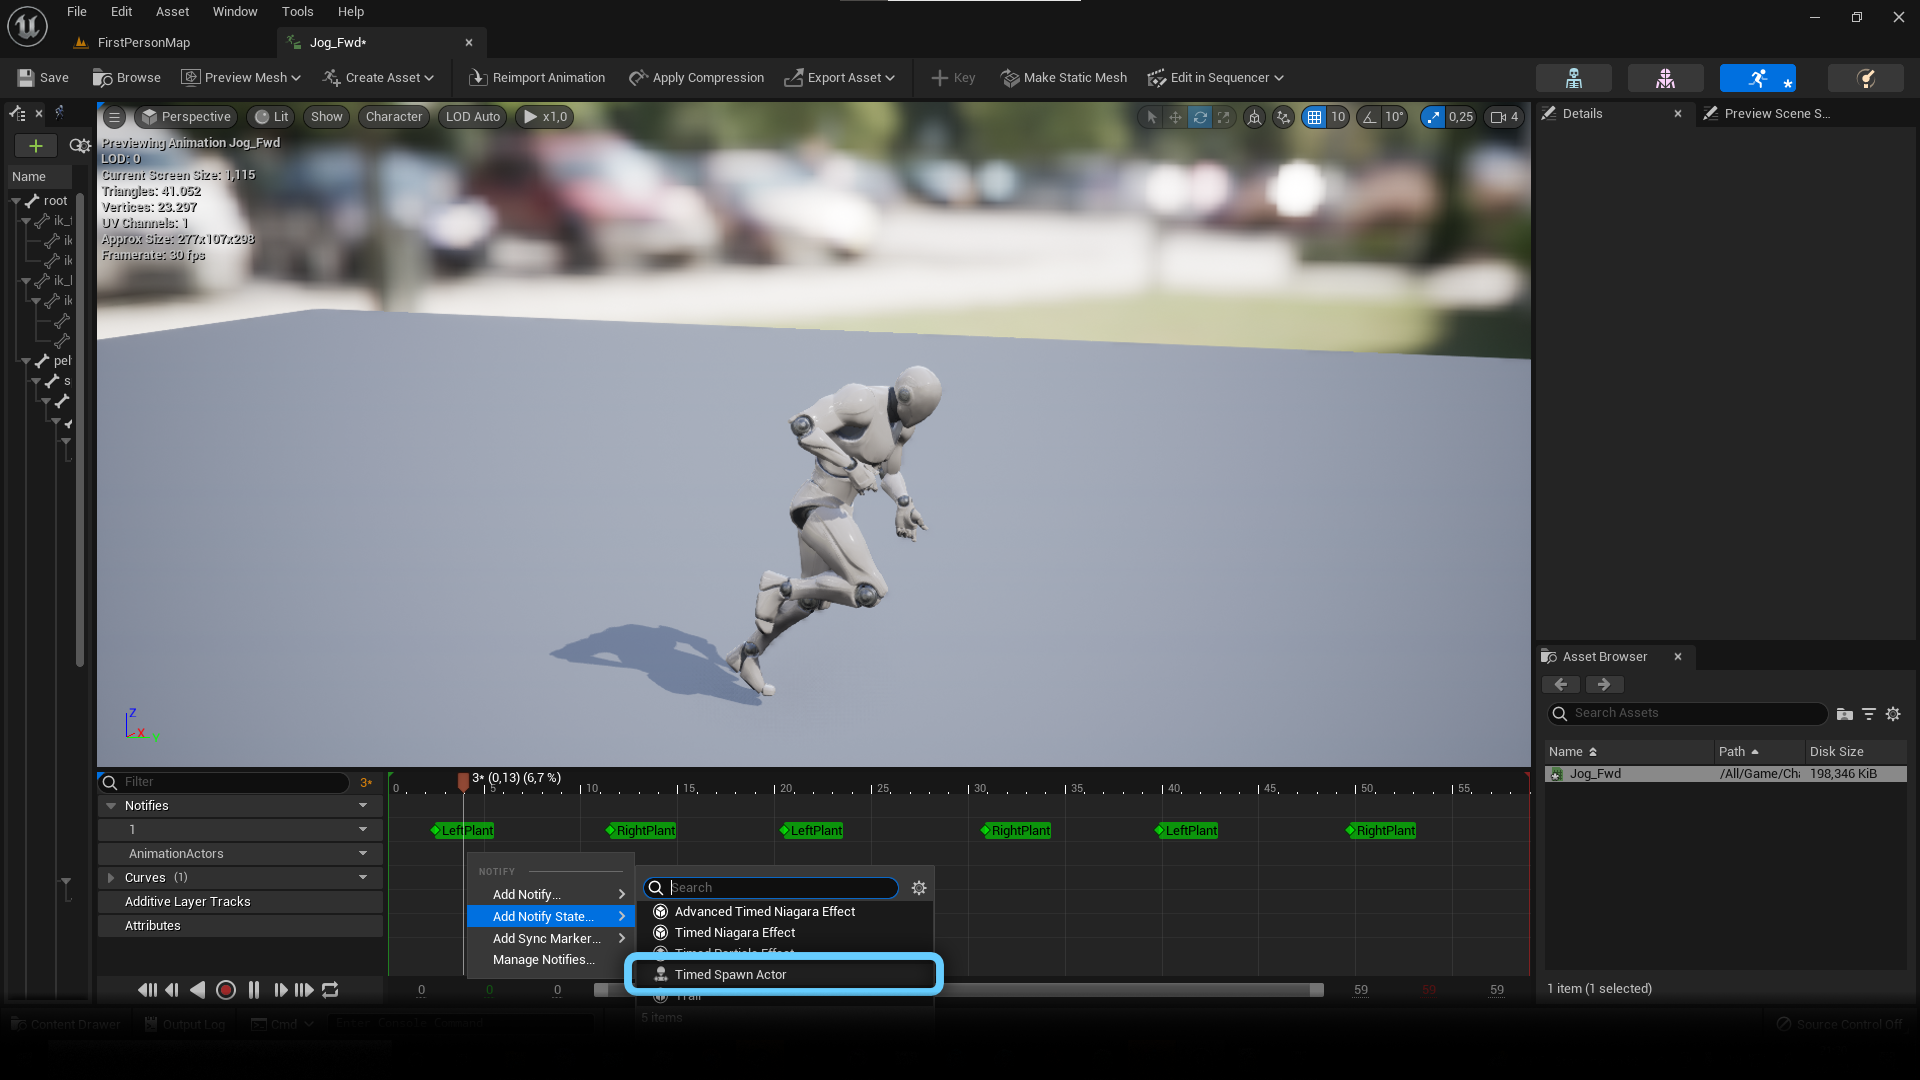 File Edit Asset Window Tools Help
FirstPersonMap Jog_Fwd*
Save Browse Preview Mesh Create Asset Reimport Animation Apply Compression Export Asset Key Make Static Mesh Edit in Sequencer
Perspective Lit Show Character LOD Auto x1,0 10 10° 0,25 4
Details Preview Scene S...
Previewing Animation Jog_Fwd
LOD: 0
Current Screen Size: 1,115
Triangles: 41.052
Vertices: 23.297
UV Channels: 1
Approx Size: 277x107x298
Framerate: 30 fps
Name
root
ik_
ik
ik
ik_
ik
pel
s
Z
X
Y
Asset Browser
Search Assets
Name Path Disk Size
Jog_Fwd /All/Game/Cha 198,346 KiB
1 item (1 selected)
Filter 3*
3* (0,13) (6,7 %)
0 5 10 15 20 25 30 35 40 45 50 55
Notifies
1
LeftPlant RightPlant LeftPlant RightPlant LeftPlant RightPlant
AnimationActors
Curves (1)
Additive Layer Tracks
Attributes
NOTIFY
Add Notify...
Add Notify State...
Add Sync Marker...
Manage Notifies...
Search
Advanced Timed Niagara Effect
Timed Niagara Effect
Timed Particle Effect
Timed Spawn Actor
Trail
5 items
0 0 0 59 59 59
Content Drawer Output Log Cmd Enter Console Command Source Control Off